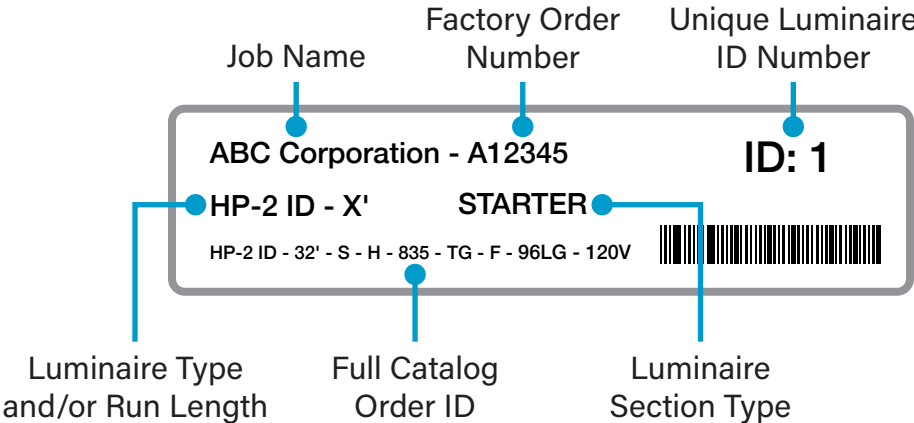 Job Name
Factory Order
Number
Unique Luminaire
ID Number
ABC Corporation - A12345
ID: 1
HP-2 ID - X'
STARTER
HP-2 ID - 32' - S - H - 835 - TG - F - 96LG - 120V
Luminaire Type
and/or Run Length
Full Catalog
Order ID
Luminaire
Section Type